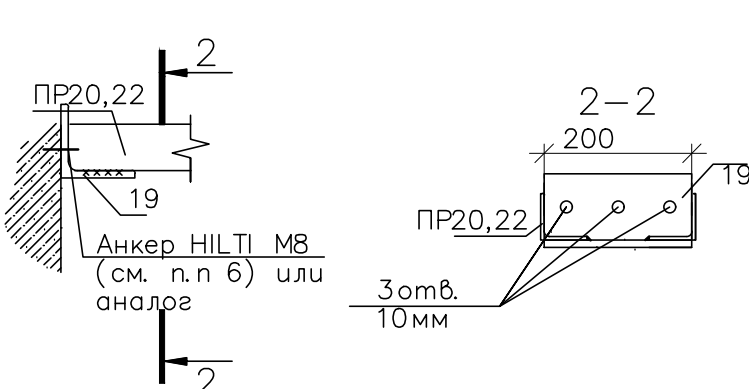 2
ПР20,22
19
Анкер HILTI М8
(см. п.п 6) или
аналог
2
2-2
200
19
ПР20,22
3отв.
10мм